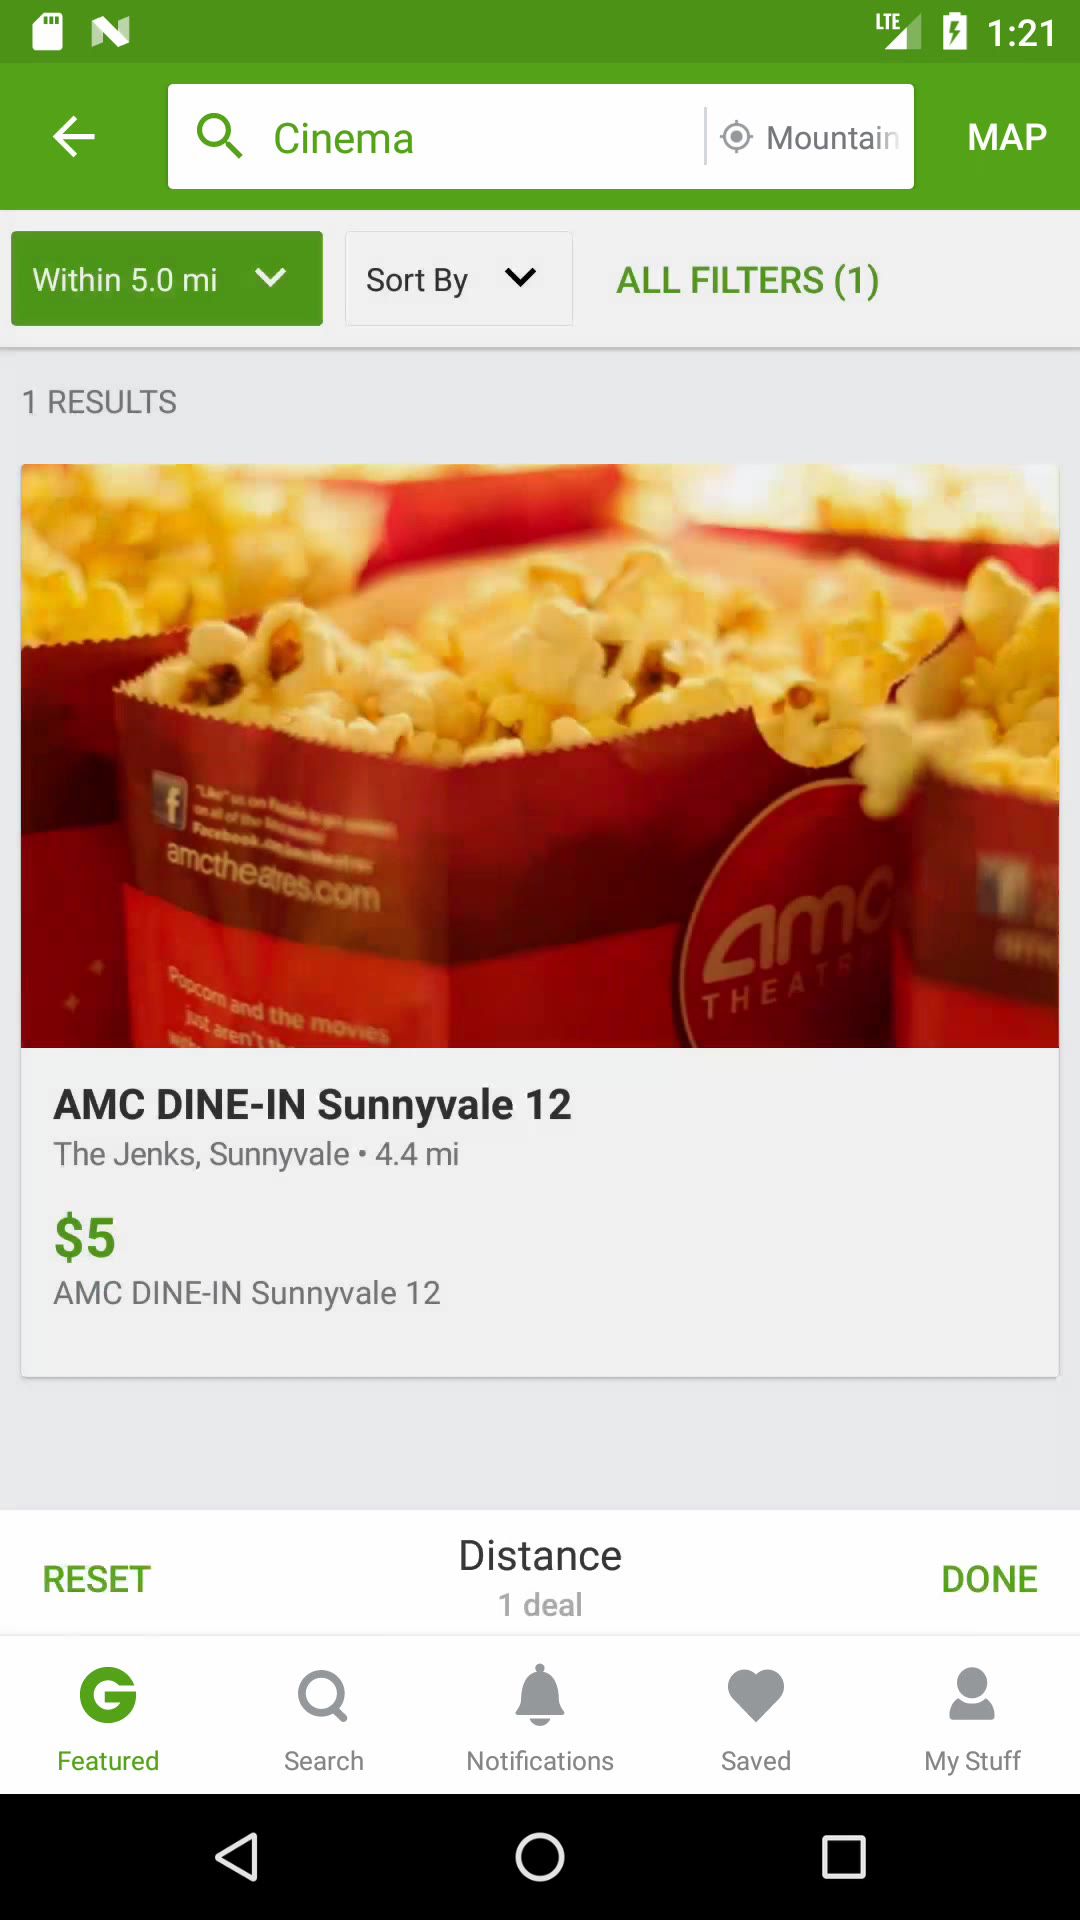 LTE 1:21
Cinema Mountain MAP
Within 5.0 mi Sort By ALL FILTERS (1)
1 RESULTS
amctheatres.com
Popcorn and the movies
just aren't
amc
THEATR
AMC DINE-IN Sunnyvale 12
The Jenks, Sunnyvale • 4.4 mi
$5
AMC DINE-IN Sunnyvale 12
RESET Distance DONE
1 deal
Featured Search Notifications Saved My Stuff